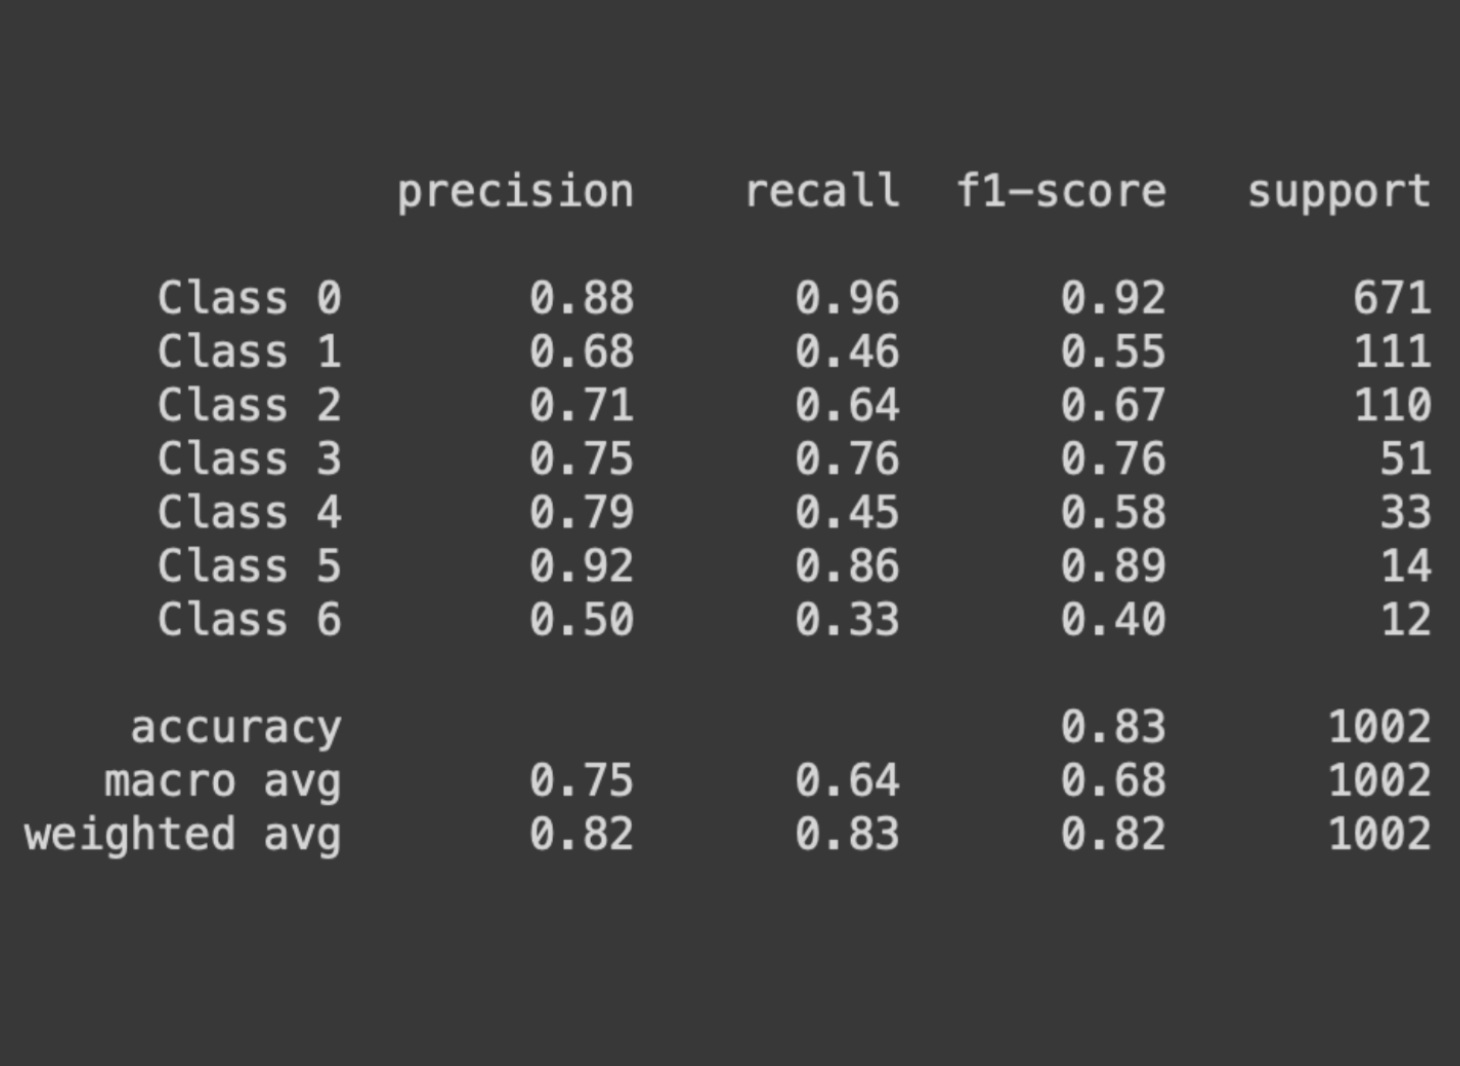 precision recall f1-score support
Class 0 0.88 0.96 0.92 671
Class 1 0.68 0.46 0.55 111
Class 2 0.71 0.64 0.67 110
Class 3 0.75 0.76 0.76 51
Class 4 0.79 0.45 0.58 33
Class 5 0.92 0.86 0.89 14
Class 6 0.50 0.33 0.40 12
accuracy 0.83 1002
macro avg 0.75 0.64 0.68 1002
weighted avg 0.82 0.83 0.82 1002